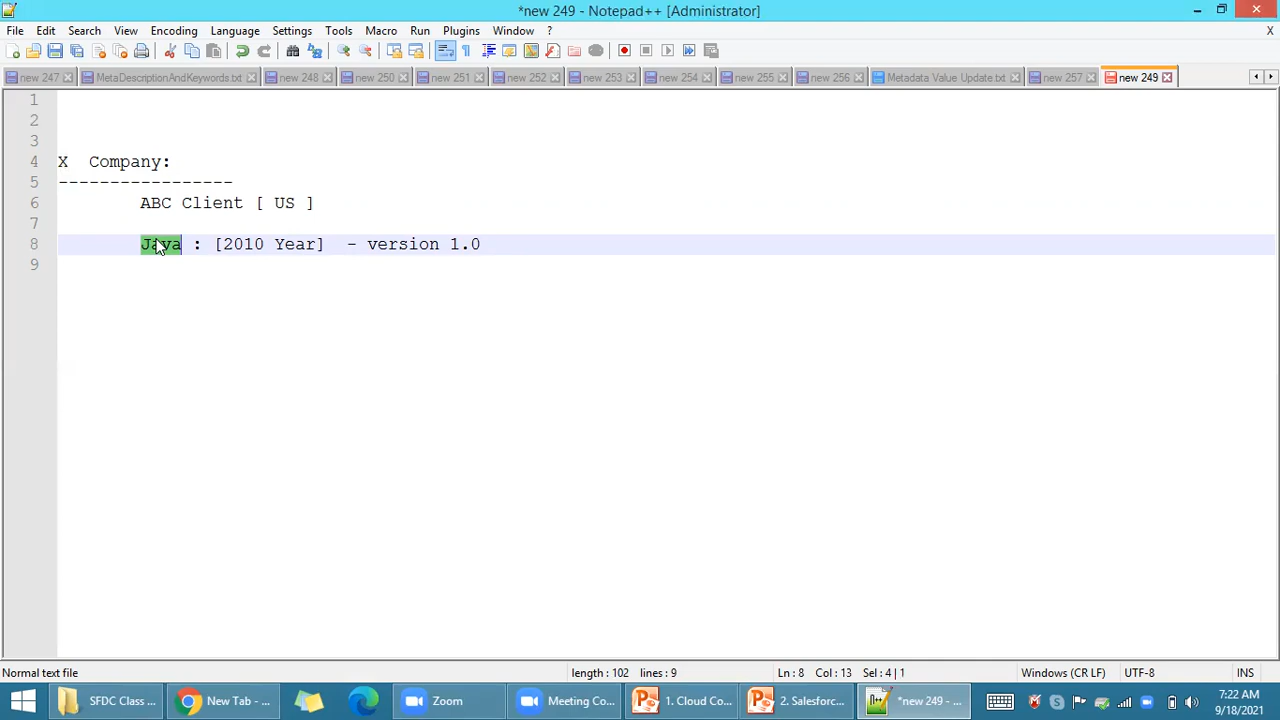 *new 249 - Notepad++ [Administrator]
File Edit Search View Encoding Language Settings Tools Macro Run Plugins Window ? X
new 247 MetaDescriptionAndKeywords.txt new 248 new 250 new 251 new 252 new 253 new 254 new 255 new 256 Metadata Value Update.txt new 257 new 249
1
2
3
4 X Company:
5 -----------------
6 ABC Client [ US ]
7
8 Java : [2010 Year] - version 1.0
9
Normal text file length : 102 lines : 9 Ln : 8 Col : 13 Sel : 4 | 1 Windows (CR LF) UTF-8 INS
SFDC Class ... New Tab - ... Zoom Meeting Co... 1. Cloud Co... 2. Salesforc... *new 249 - ... 7:22 AM
9/18/2021